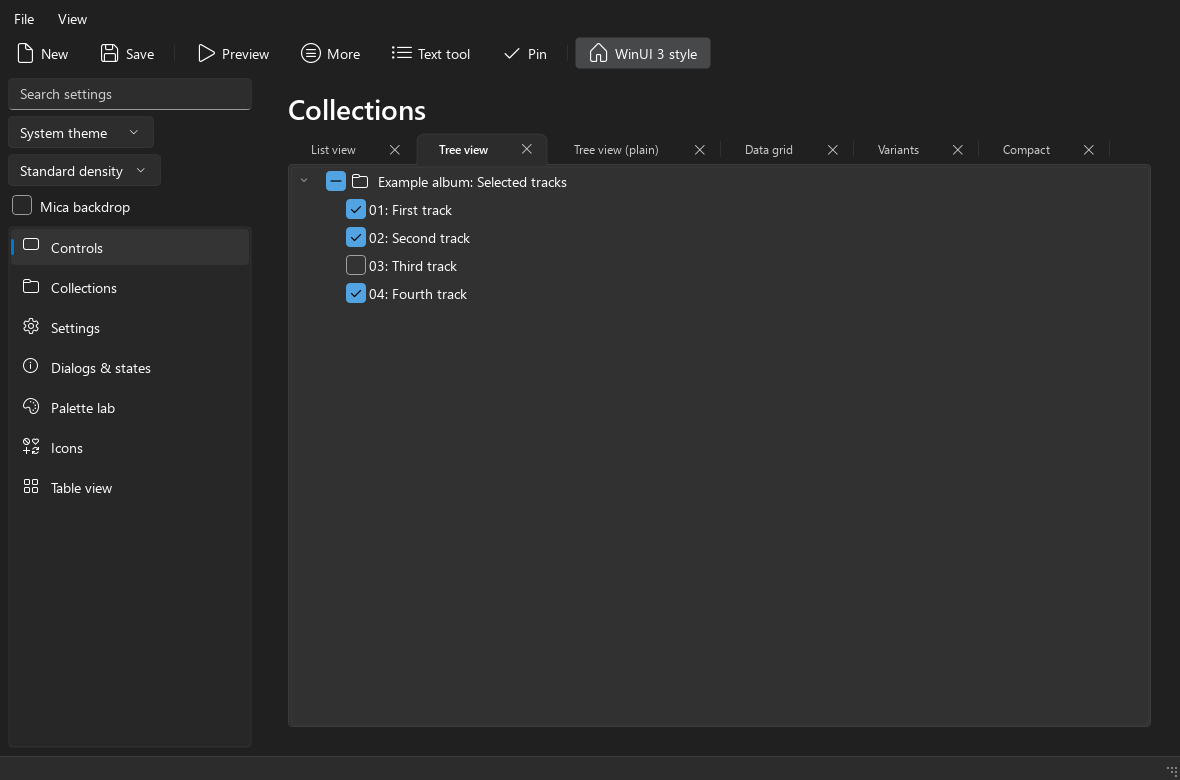 File View
New Save Preview More Text tool Pin WinUI 3 style
Search settings
System theme
Standard density
Mica backdrop
Controls
Collections
Settings
Dialogs & states
Palette lab
Icons
Table view
Collections
List view Tree view Tree view (plain) Data grid Variants Compact
Example album: Selected tracks
01: First track
02: Second track
03: Third track
04: Fourth track